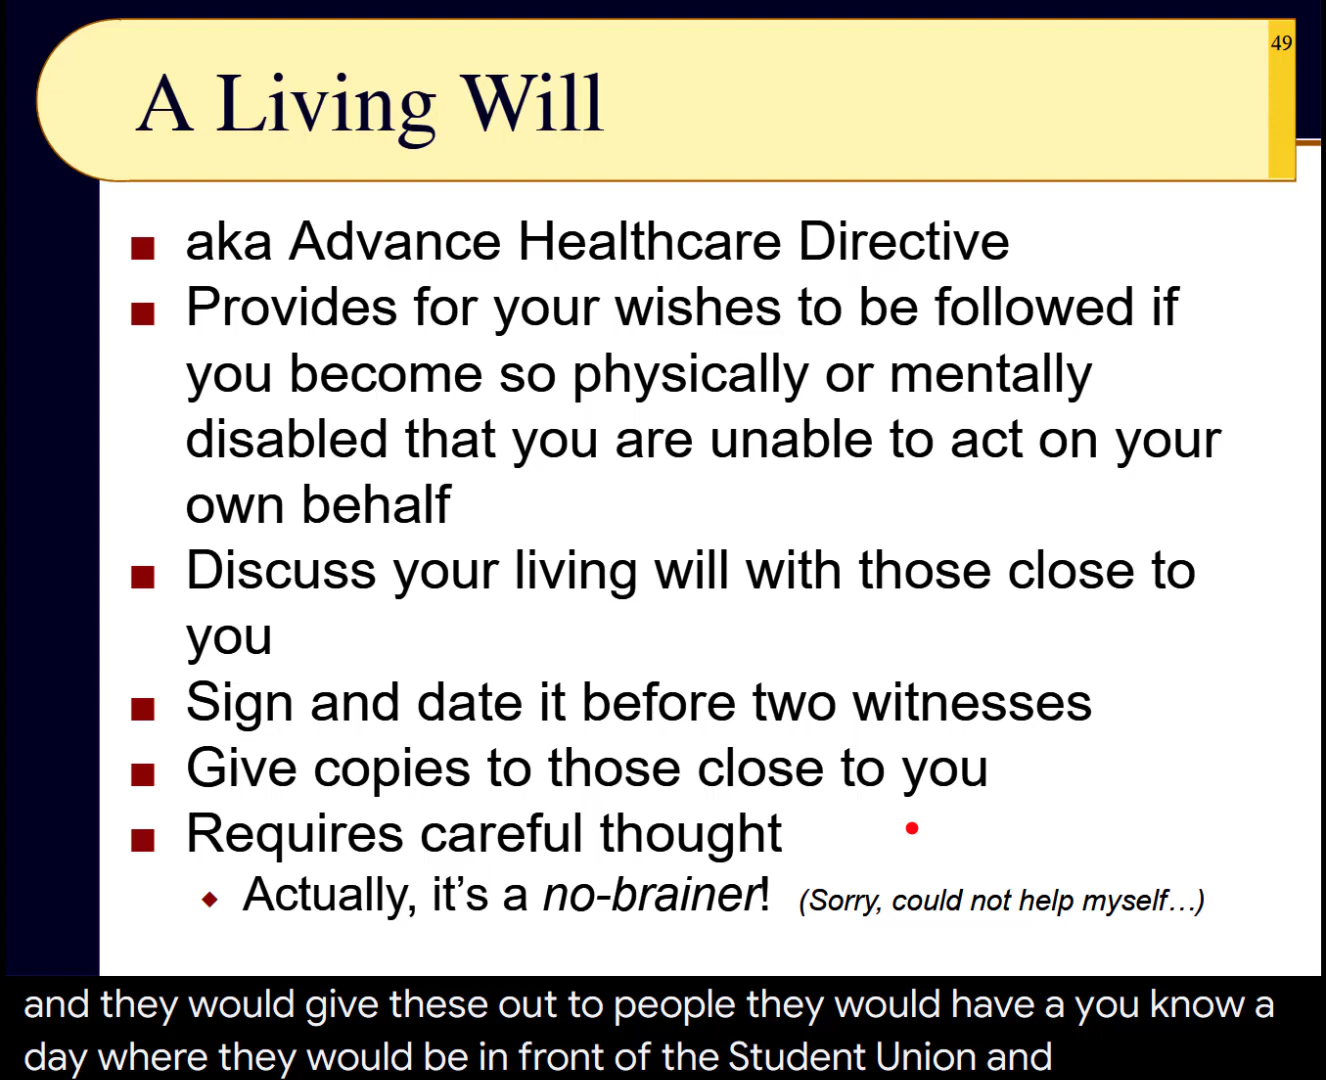 49
A Living Will
aka Advance Healthcare Directive
Provides for your wishes to be followed if
you become so physically or mentally
disabled that you are unable to act on your
own behalf
Discuss your living will with those close to
you
Sign and date it before two witnesses
Give copies to those close to you
Requires careful thought
Actually, it’s a no-brainer! (Sorry, could not help myself…)
and they would give these out to people they would have a you know a
day where they would be in front of the Student Union and